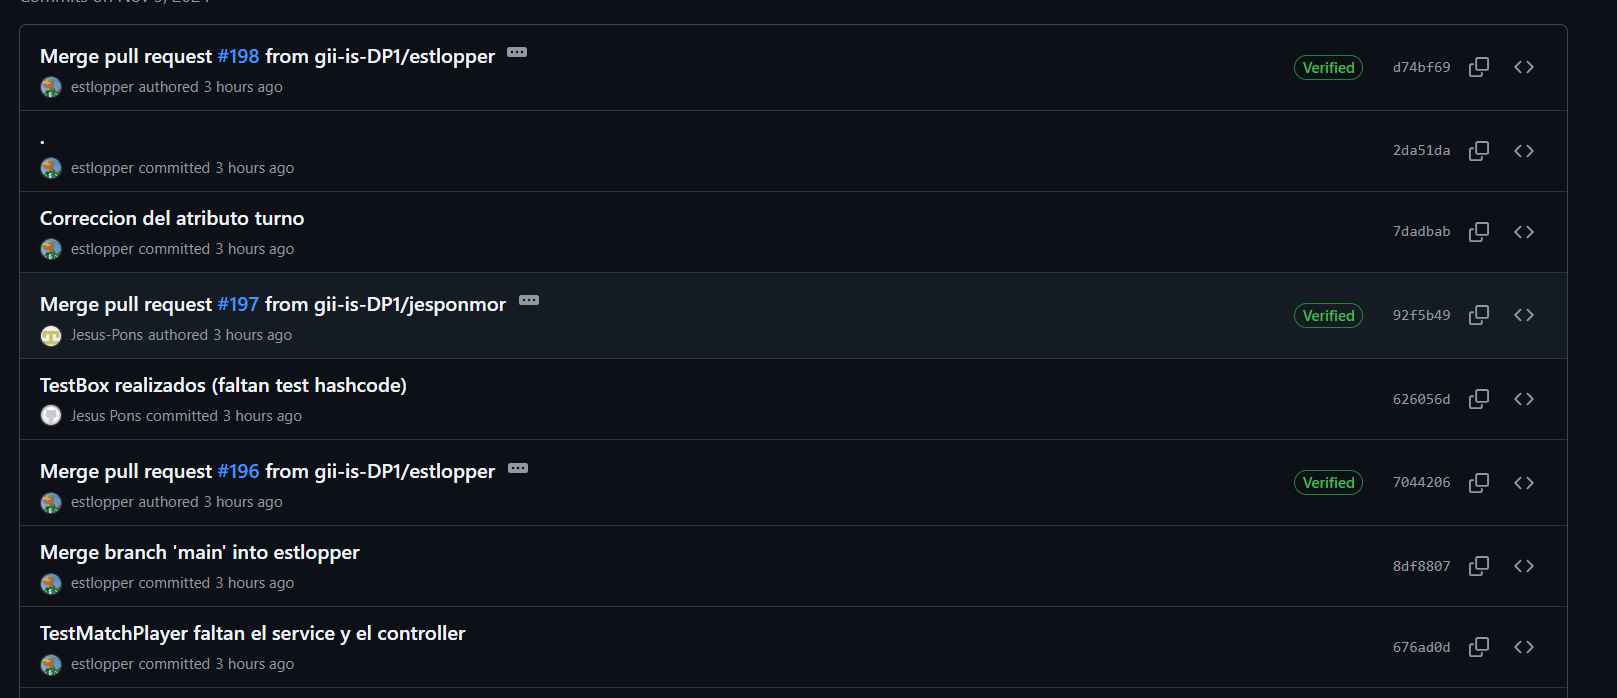 Commits on Nov 9, 2024
Merge pull request #198 from gii-is-DP1/estlopper
Verified d74bf69
estlopper authored 3 hours ago
.
2da51da
estlopper committed 3 hours ago
Correccion del atributo turno
7dadbab
estlopper committed 3 hours ago
Merge pull request #197 from gii-is-DP1/jesponmor
Verified 92f5b49
Jesus-Pons authored 3 hours ago
TestBox realizados (faltan test hashcode)
626056d
Jesus Pons committed 3 hours ago
Merge pull request #196 from gii-is-DP1/estlopper
Verified 7044206
estlopper authored 3 hours ago
Merge branch 'main' into estlopper
8df8807
estlopper committed 3 hours ago
TestMatchPlayer faltan el service y el controller
676ad0d
estlopper committed 3 hours ago